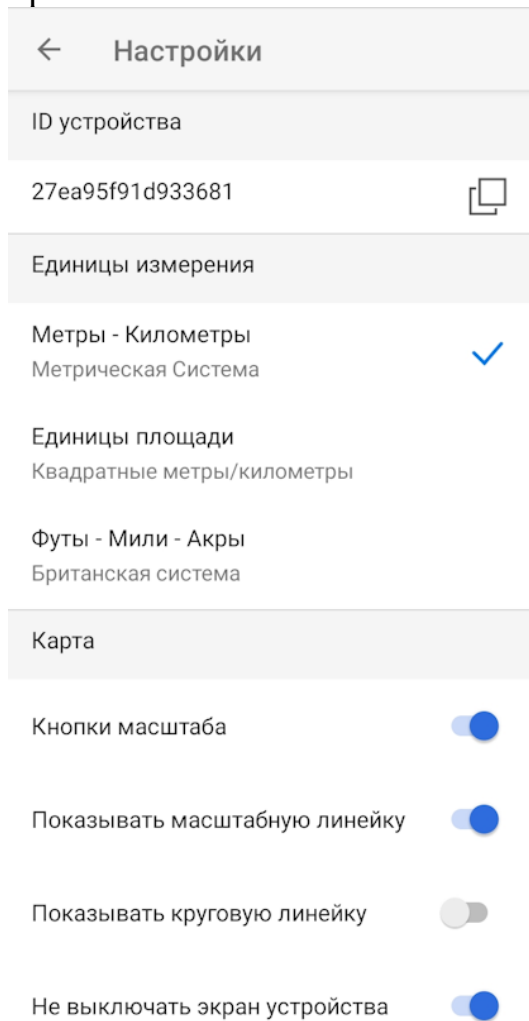 Настройки
ID устройства
27ea95f91d933681
Единицы измерения
Метры - Километры
Метрическая Система
Единицы площади
Квадратные метры/километры
Футы - Мили - Акры
Британская система
Карта
Кнопки масштаба
Показывать масштабную линейку
Показывать круговую линейку
Не выключать экран устройства